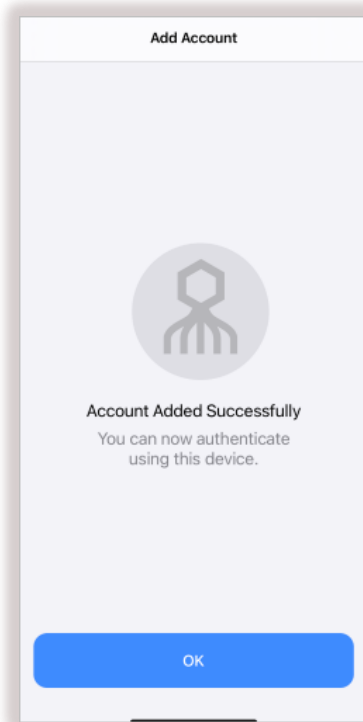 Add Account
Account Added Successfully
You can now authenticate
using this device.
OK